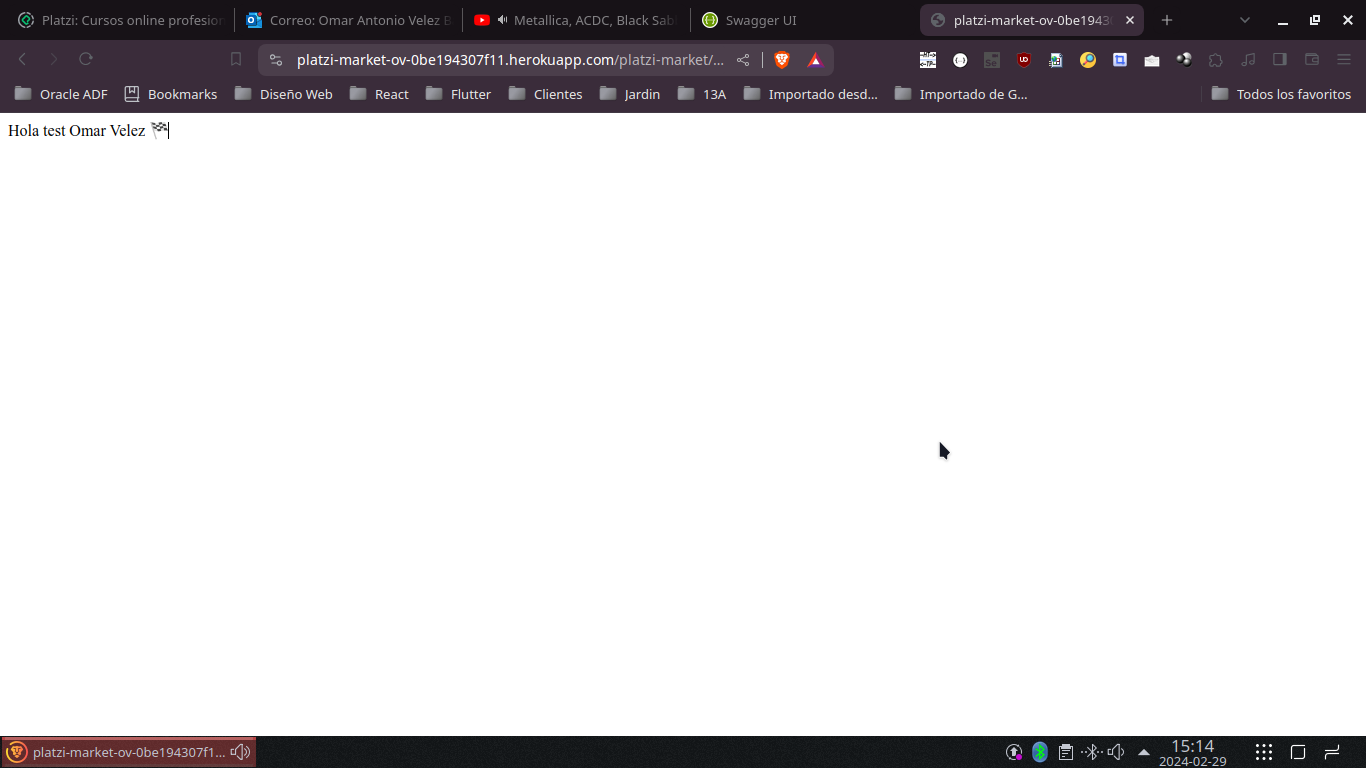 Platzi: Cursos online profesion
Correo: Omar Antonio Velez B
Metallica, ACDC, Black Sab
Swagger UI
platzi-market-ov-0be19430
platzi-market-ov-0be194307f11.herokuapp.com/platzi-market/...
Oracle ADF
Bookmarks
Diseño Web
React
Flutter
Clientes
Jardin
13A
Importado desd...
Importado de G...
Todos los favoritos
Hola test Omar Velez 🏁
platzi-market-ov-0be194307f1...
15:14
2024-02-29